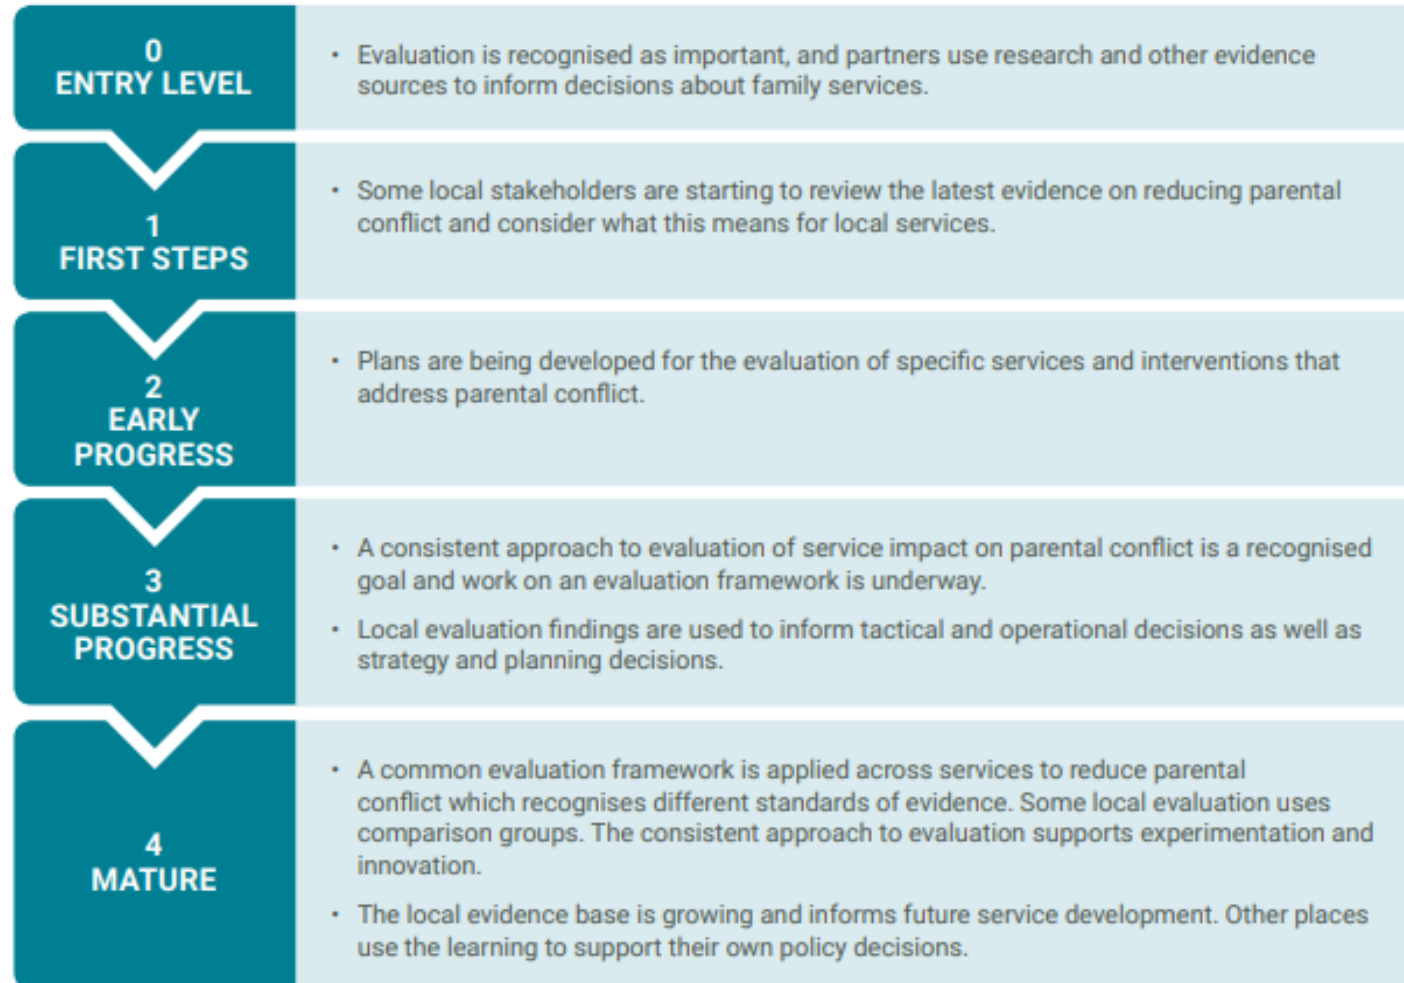 0
ENTRY LEVEL
• Evaluation is recognised as important, and partners use research and other evidence
sources to inform decisions about family services.
1
FIRST STEPS
• Some local stakeholders are starting to review the latest evidence on reducing parental
conflict and consider what this means for local services.
2
EARLY
PROGRESS
• Plans are being developed for the evaluation of specific services and interventions that
address parental conflict.
3
SUBSTANTIAL
PROGRESS
• A consistent approach to evaluation of service impact on parental conflict is a recognised
goal and work on an evaluation framework is underway.
• Local evaluation findings are used to inform tactical and operational decisions as well as
strategy and planning decisions.
4
MATURE
• A common evaluation framework is applied across services to reduce parental
conflict which recognises different standards of evidence. Some local evaluation uses
comparison groups. The consistent approach to evaluation supports experimentation and
innovation.
• The local evidence base is growing and informs future service development. Other places
use the learning to support their own policy decisions.